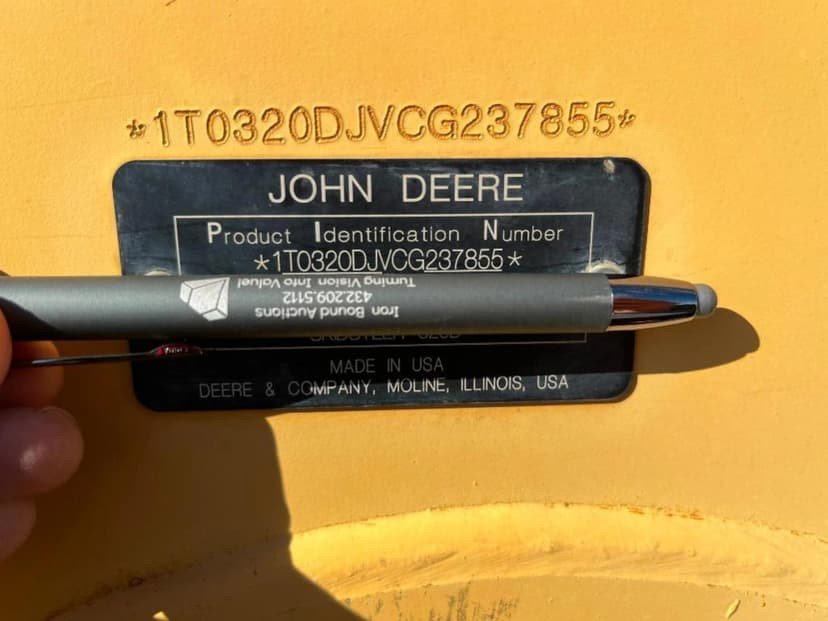 *1T0320DJVCG237855*
JOHN DEERE
Product Identification Number
*1T0320DJVCG237855*
Iron Bound Auctions
432.209.5112
Turning Vision Into Value!
MADE IN USA
DEERE & COMPANY, MOLINE, ILLINOIS, USA